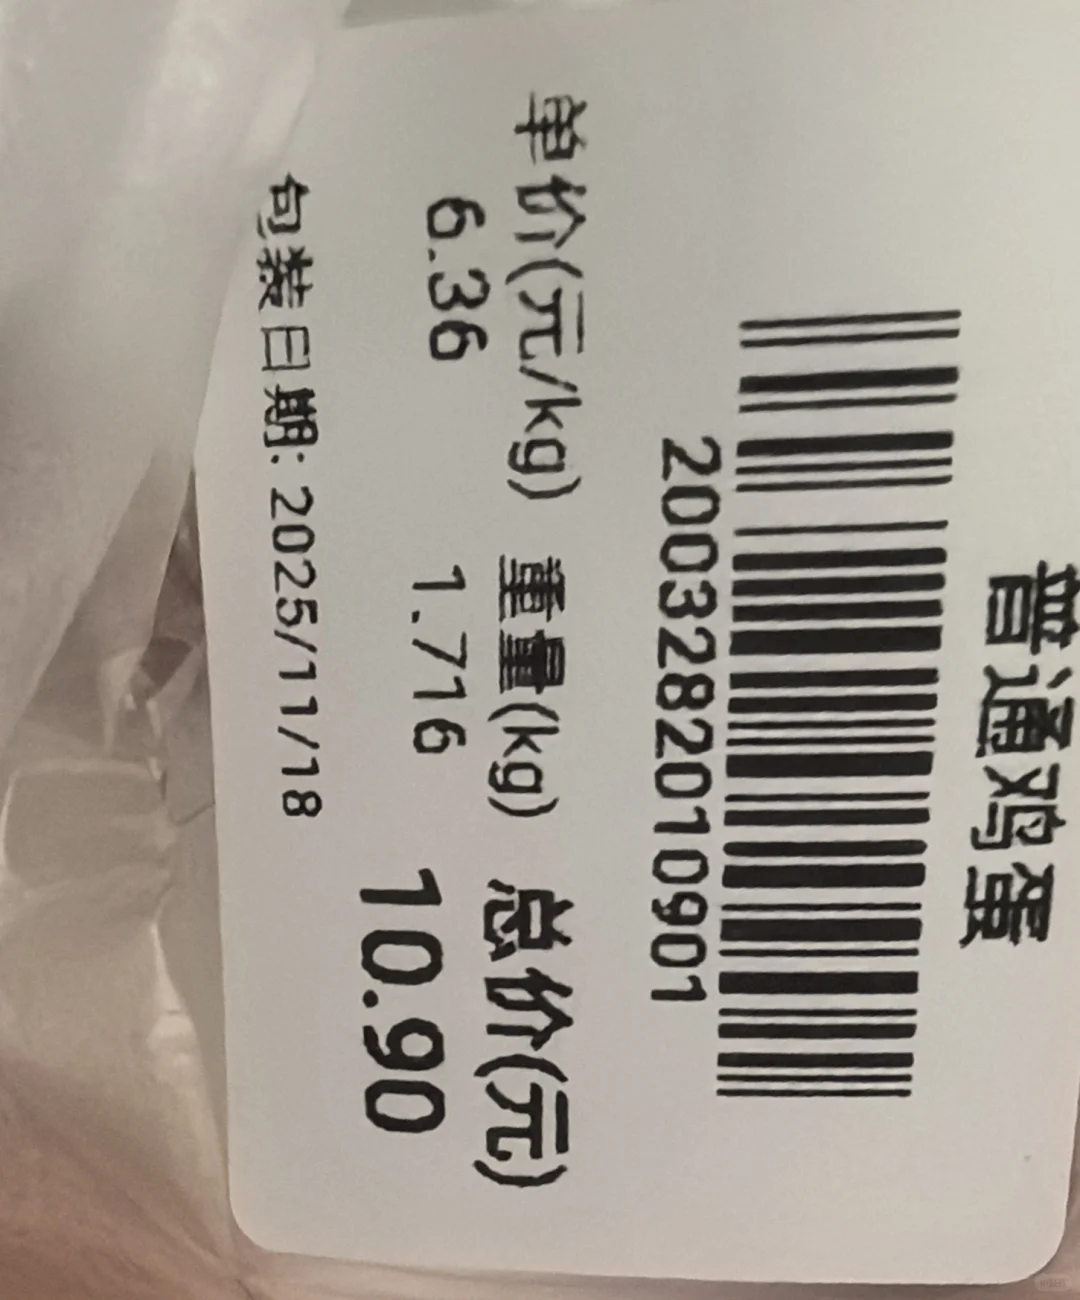 普通鸡蛋
2003282010901
单价(元/kg) 重量(kg) 总价(元)
6.36 1.716 10.90
包装日期: 2025/11/18